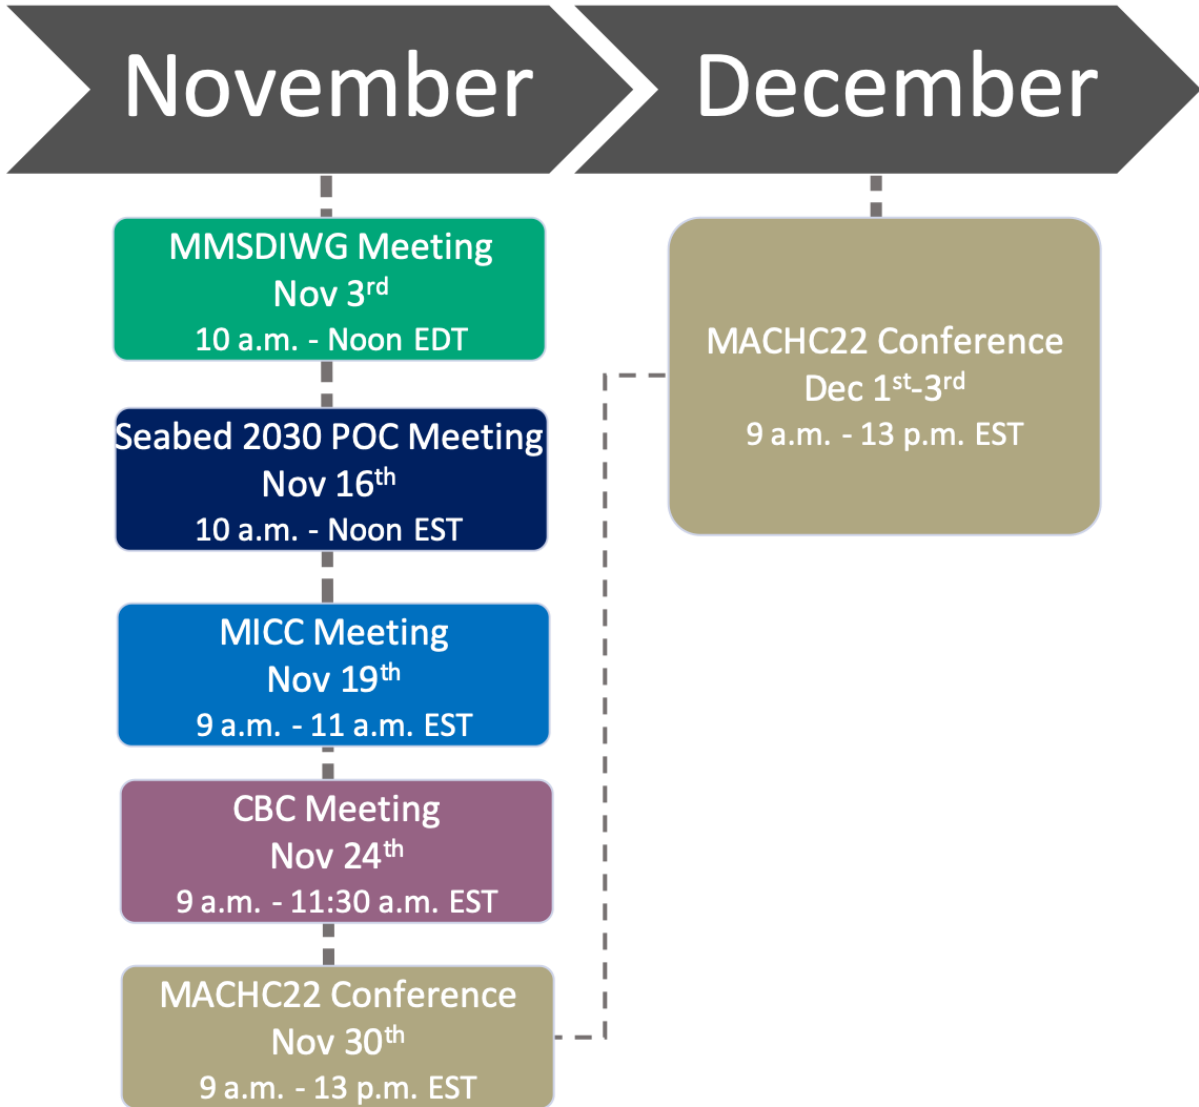 November
December
MMSDIWG Meeting
Nov 3rd
10 a.m. - Noon EDT
Seabed 2030 POC Meeting
Nov 16th
10 a.m. - Noon EST
MICC Meeting
Nov 19th
9 a.m. - 11 a.m. EST
CBC Meeting
Nov 24th
9 a.m. - 11:30 a.m. EST
MACHC22 Conference
Nov 30th
9 a.m. - 13 p.m. EST
MACHC22 Conference
Dec 1st-3rd
9 a.m. - 13 p.m. EST